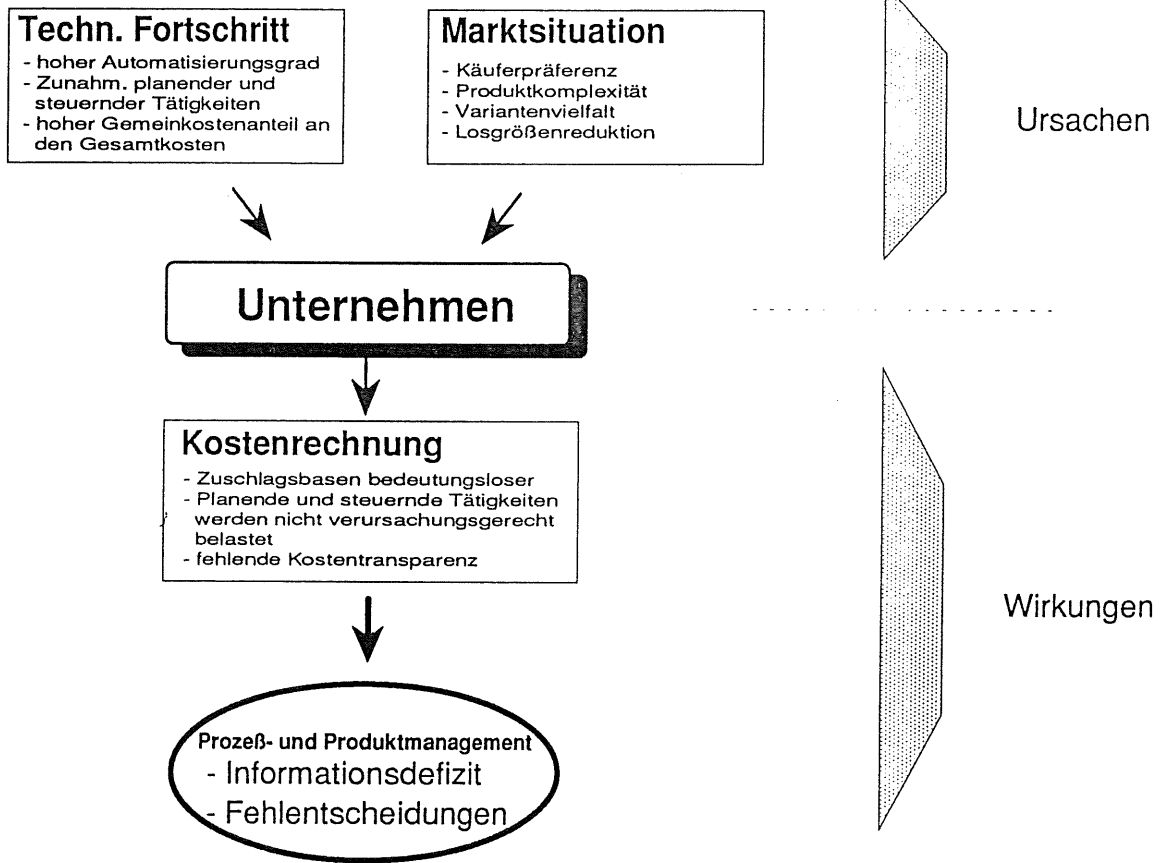 Techn. Fortschritt
- hoher Automatisierungsgrad
- Zunahm. planender und
steuernder Tätigkeiten
- hoher Gemeinkostenanteil an
den Gesamtkosten
Marktsituation
- Käuferpräferenz
- Produktkomplexität
- Variantenvielfalt
- Losgrößenreduktion
Ursachen
Unternehmen
Kostenrechnung
- Zuschlagsbasen bedeutungsloser
- Planende und steuernde Tätigkeiten
werden nicht verursachungsgerecht
belastet
- fehlende Kostentransparenz
Wirkungen
Prozeß- und Produktmanagement
- Informationsdefizit
- Fehlentscheidungen